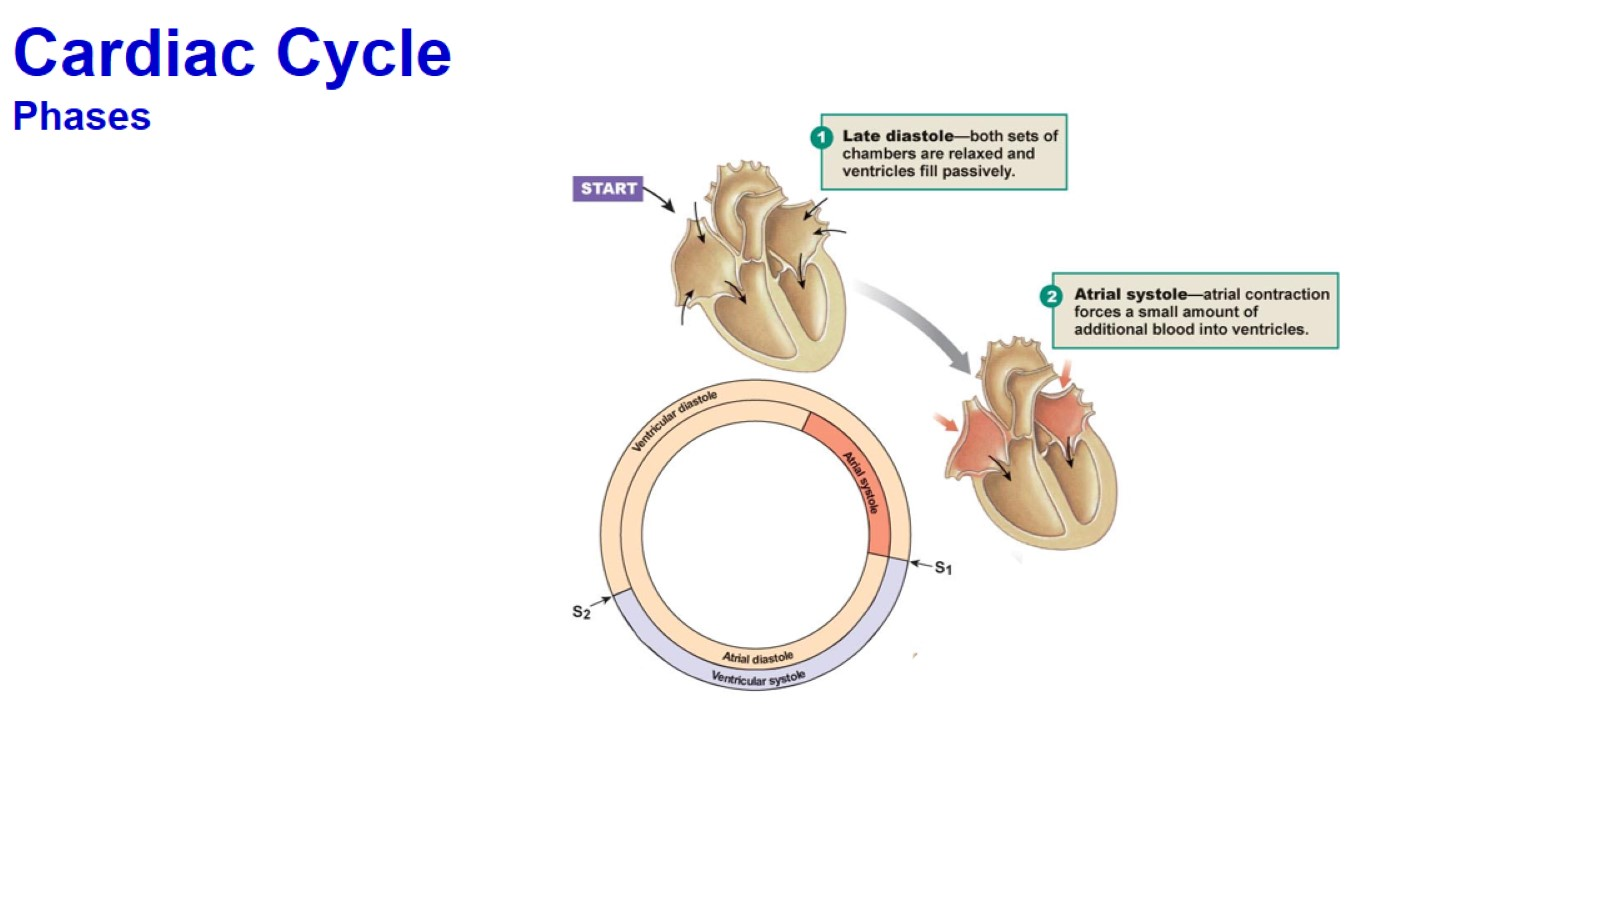 Cardiac Cycle
Phases
START
1 Late diastole—both sets of
chambers are relaxed and
ventricles fill passively.
2 Atrial systole—atrial contraction
forces a small amount of
additional blood into ventricles.
Ventricular diastole
Atrial systole
S1
S2
Atrial diastole
Ventricular systole